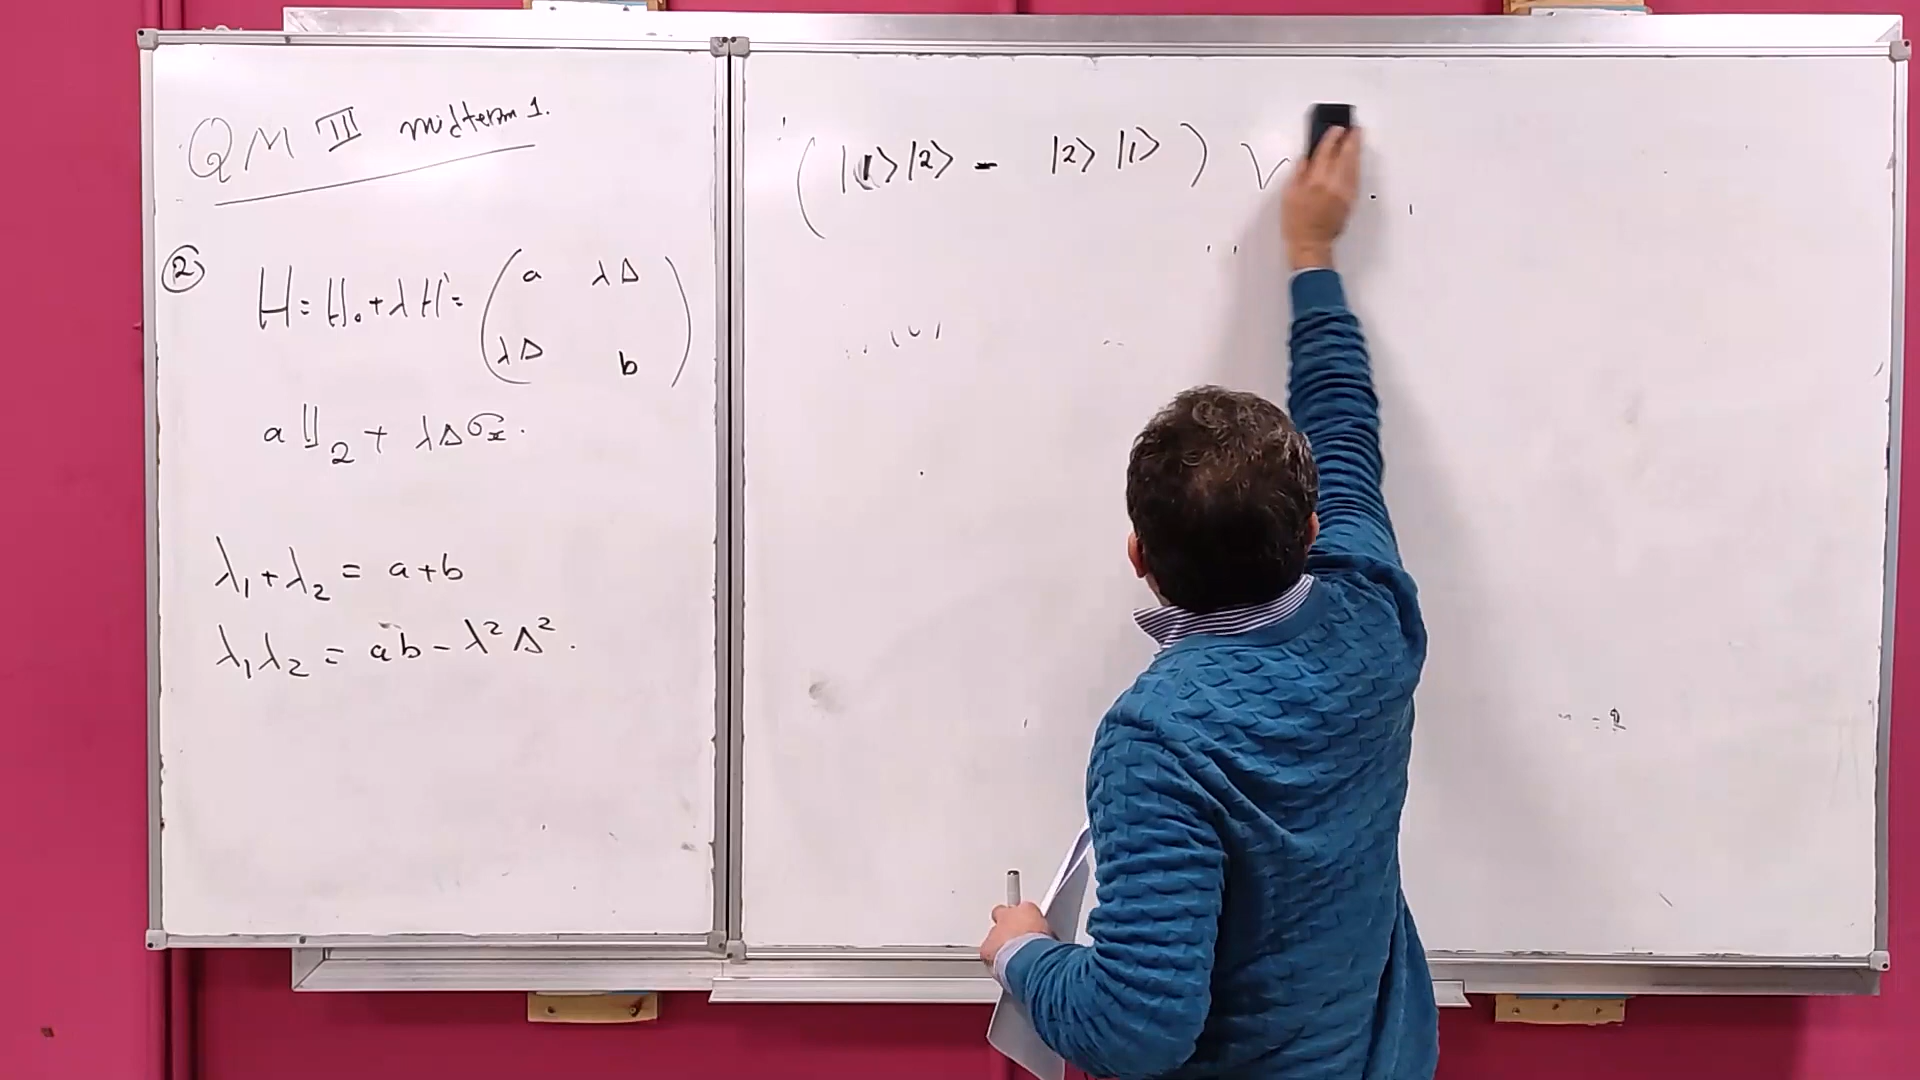 QM III midterm 1.
② H = H₀ + λH' = ( a λΔ
λΔ b )
a 𝟙₂ + λΔσₓ.
λ₁ + λ₂ = a + b
λ₁λ₂ = ab - λ²Δ².
( |1⟩|2⟩ - |2⟩|1⟩ ) V